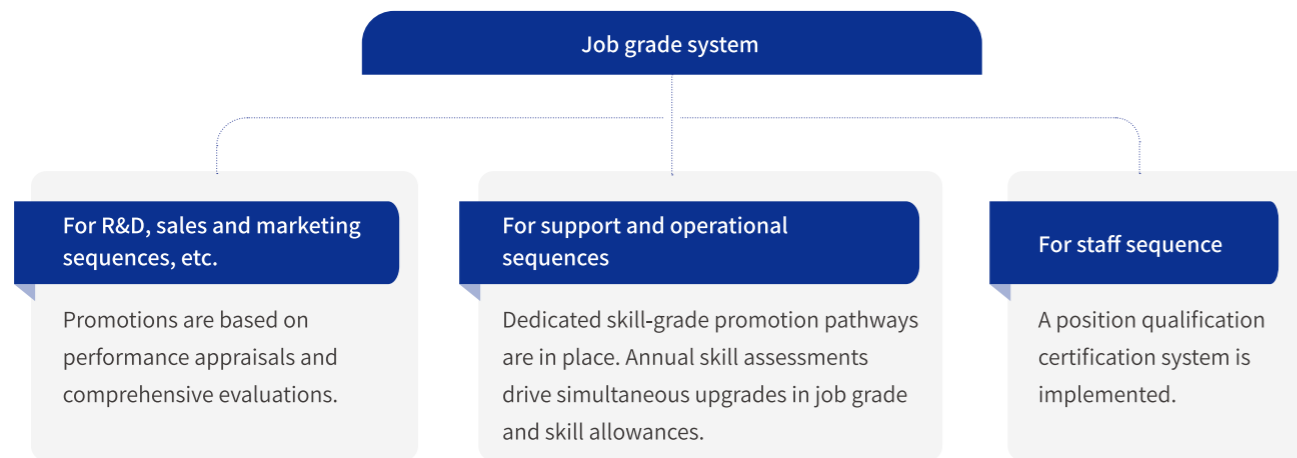 Job grade system
For R&D, sales and marketing
sequences, etc.
Promotions are based on
performance appraisals and
comprehensive evaluations.
For support and operational
sequences
Dedicated skill-grade promotion pathways
are in place. Annual skill assessments
drive simultaneous upgrades in job grade
and skill allowances.
For staff sequence
A position qualification
certification system is
implemented.